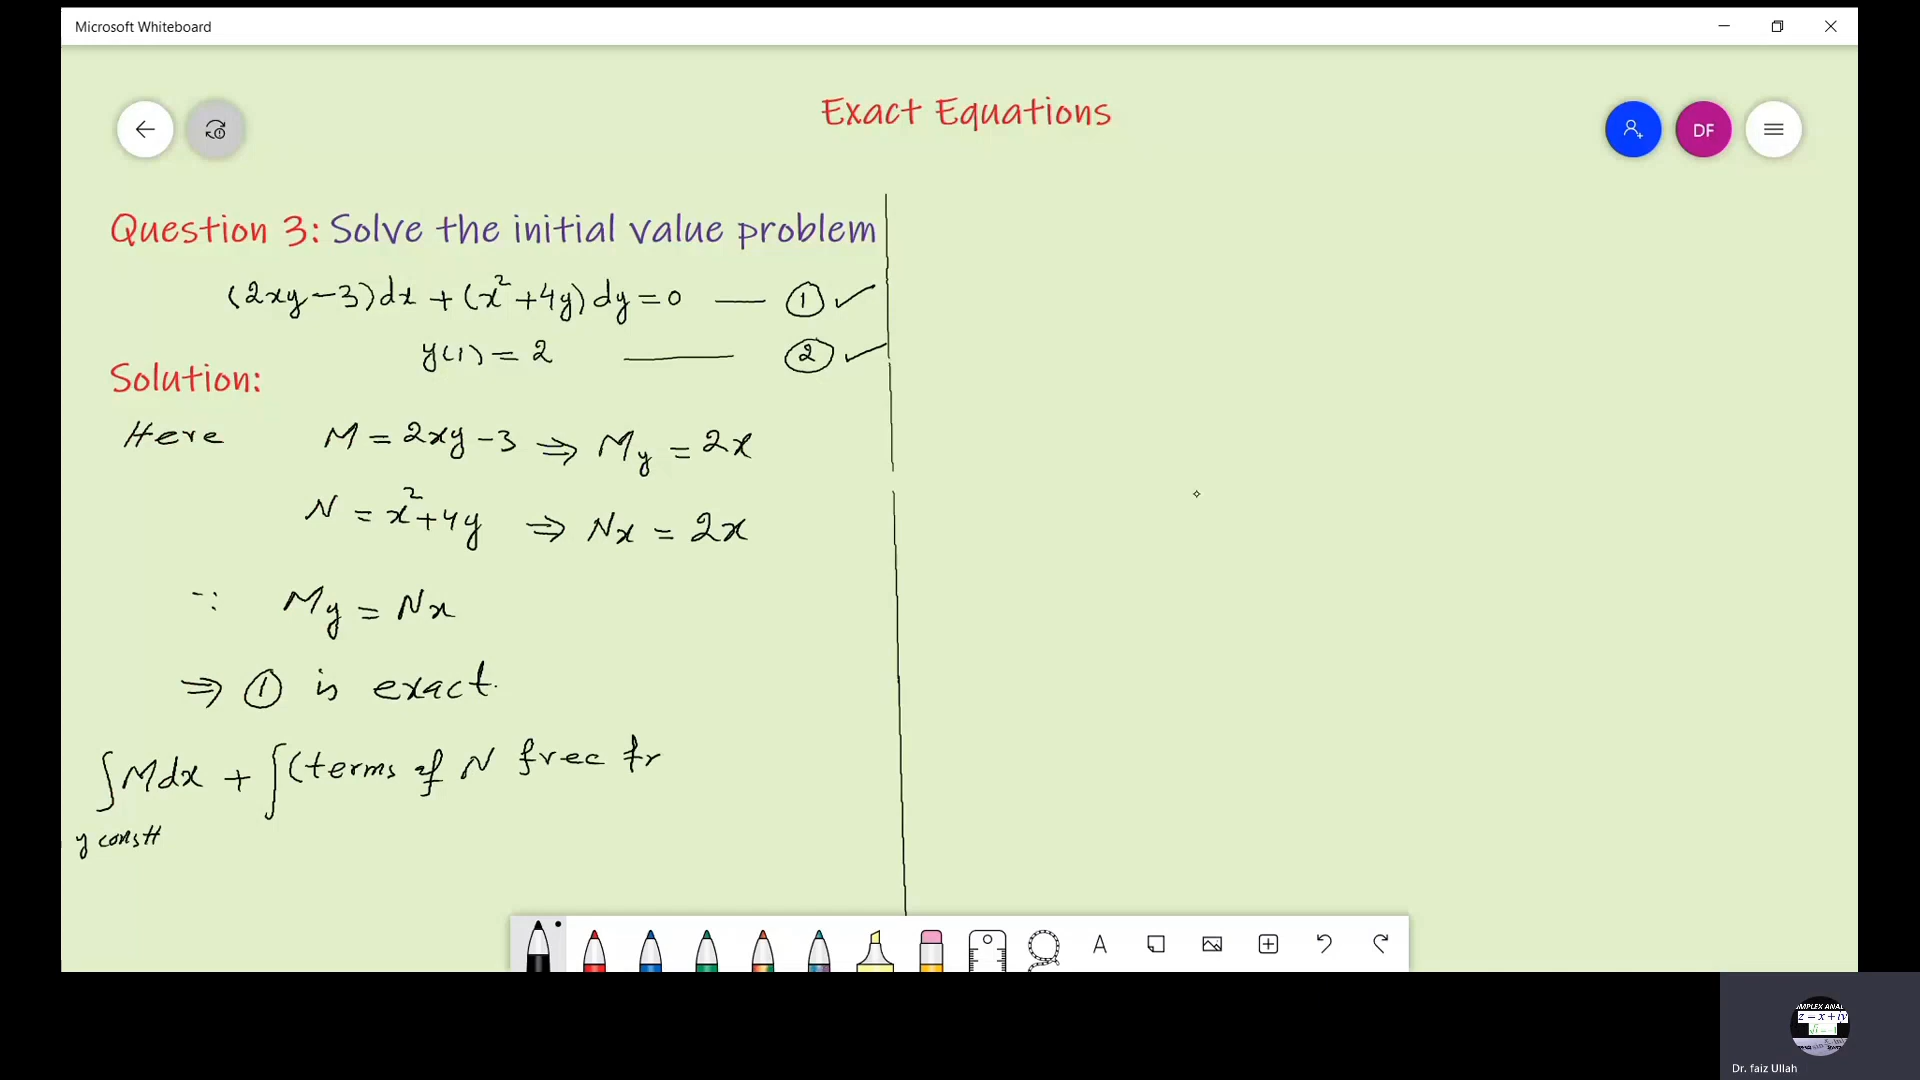 Microsoft Whiteboard
Exact Equations
DF
Question 3: Solve the initial value problem
(2xy-3)dx + (x²+4y)dy = 0 — ① ✓
y(1) = 2 — ② ✓
Solution:
Here M = 2xy-3 ⇒ My = 2x
N = x²+4y ⇒ Nx = 2x
∵ My = Nx
⇒ ① is exact.
∫Mdx + ∫(terms of N free fr
y constt
A
z = x + iy
Dr. faiz Ullah